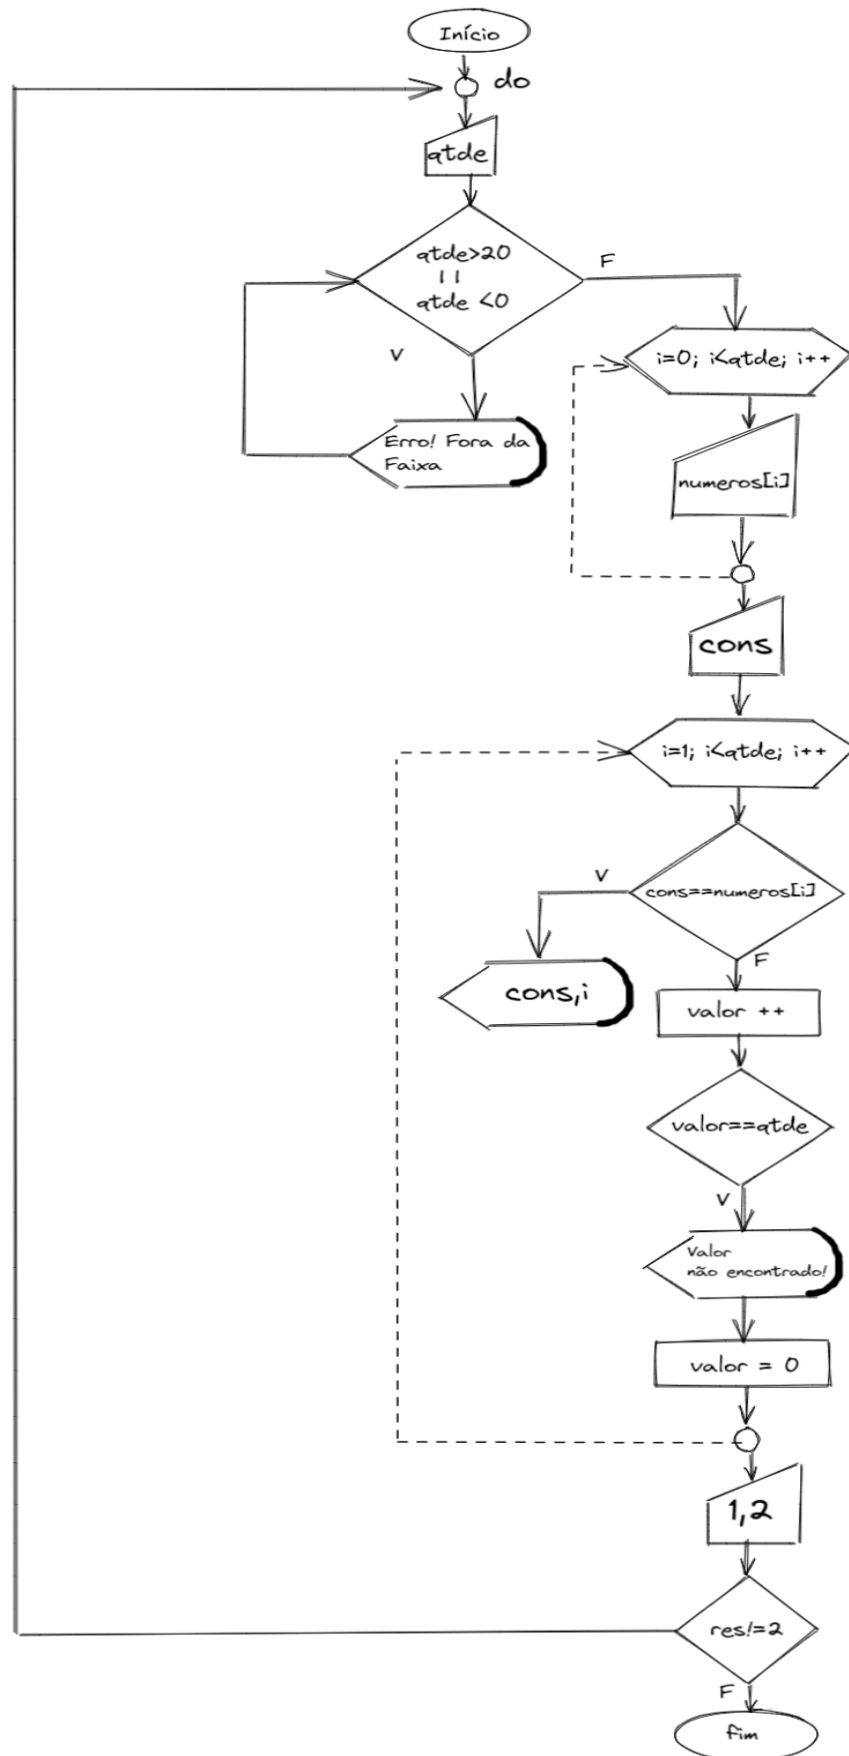 Início
do
qtde
qtde>20
||
qtde <0
F
V
i=0; i<qtde; i++
Erro! Fora da
Faixa
numeros[i]
cons
i=1; i<qtde; i++
V
cons==numeros[i]
F
cons,i
valor ++
valor==qtde
V
Valor
não encontrado!
valor = 0
1,2
res!=2
F
fim